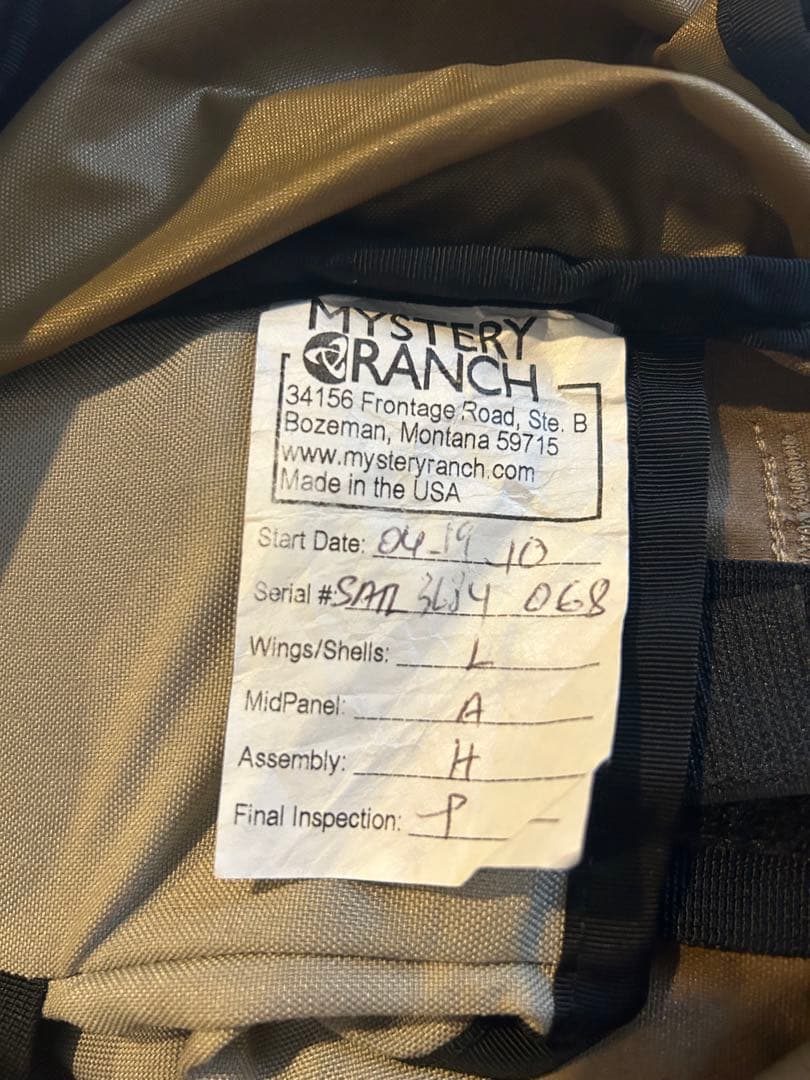 MYSTERY
RANCH
34156 Frontage Road, Ste. B
Bozeman, Montana 59715
www.mysteryranch.com
Made in the USA
Start Date: 04-19-10
Serial #: 3684 068
Wings/Shells: L
MidPanel: A
Assembly: H
Final Inspection: P